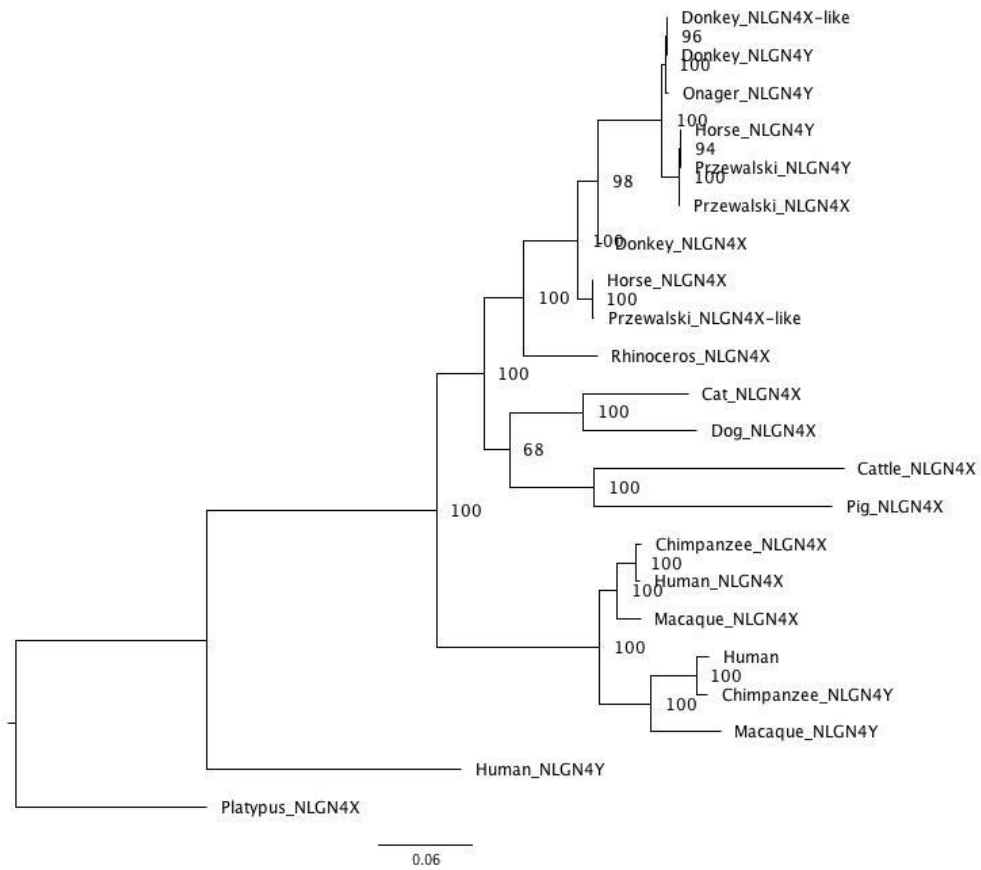 Donkey_NLGN4X-like
96
Donkey_NLGN4Y
100
Onager_NLGN4Y
100
Horse_NLGN4Y
94
Przewalski_NLGN4Y
100
98
Przewalski_NLGN4X
100
Donkey_NLGN4X
Horse_NLGN4X
100
100
Przewalski_NLGN4X-like
Rhinoceros_NLGN4X
100
Cat_NLGN4X
100
Dog_NLGN4X
68
Cattle_NLGN4X
100
Pig_NLGN4X
100
Chimpanzee_NLGN4X
100
Human_NLGN4X
100
Macaque_NLGN4X
100
Human
100
Chimpanzee_NLGN4Y
100
Macaque_NLGN4Y
Human_NLGN4Y
Platypus_NLGN4X
0.06